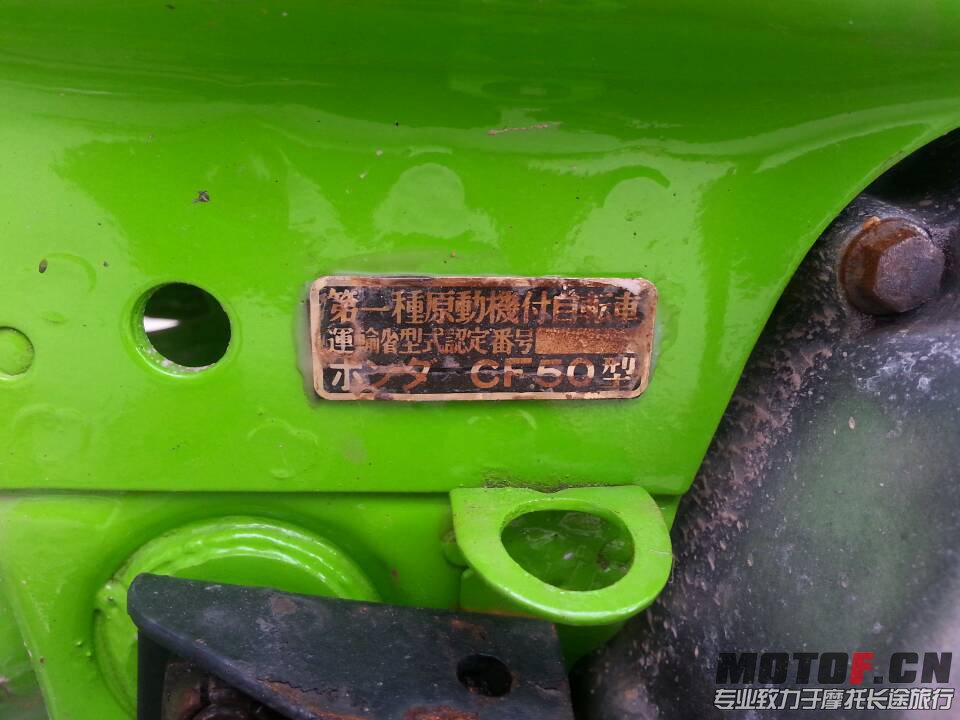 第一種原動機付自転車
運輸省型式認定番号
ホンダ CF50型
MOTOF.CN
专业致力于摩托长途旅行